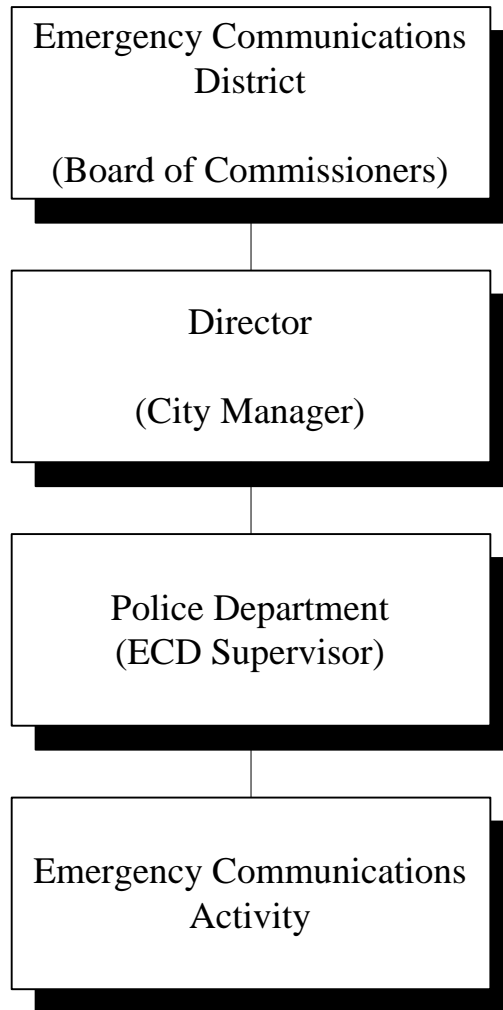 Emergency Communications
District
(Board of Commissioners)
Director
(City Manager)
Police Department
(ECD Supervisor)
Emergency Communications
Activity